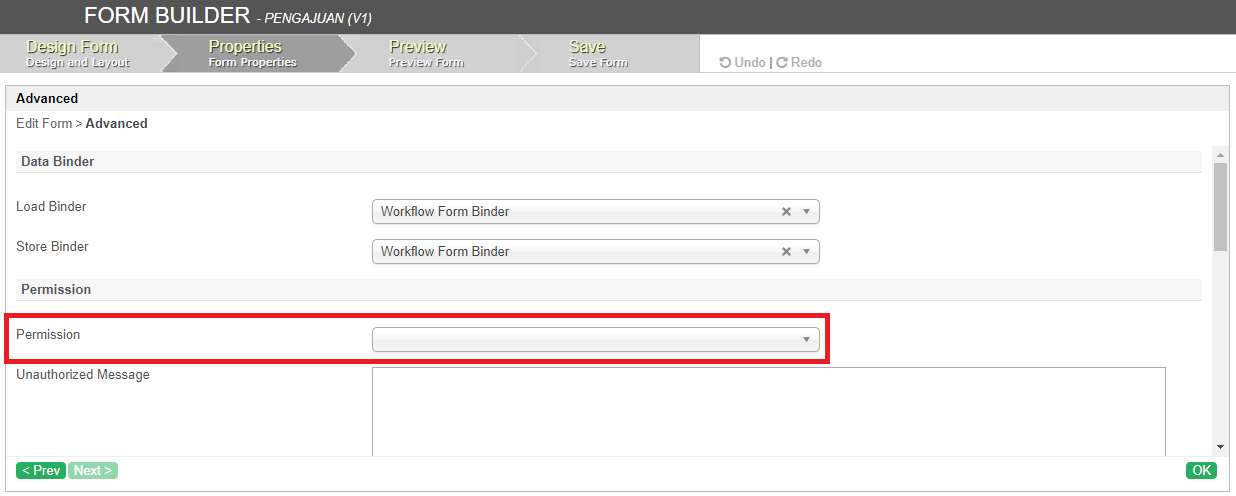 FORM BUILDER - PENGAJUAN (V1)
Design Form
Design and Layout
Properties
Form Properties
Preview
Preview Form
Save
Save Form
Undo | Redo
Advanced
Edit Form > Advanced
Data Binder
Load Binder
Workflow Form Binder
Store Binder
Workflow Form Binder
Permission
Permission
Unauthorized Message
< Prev
Next >
OK